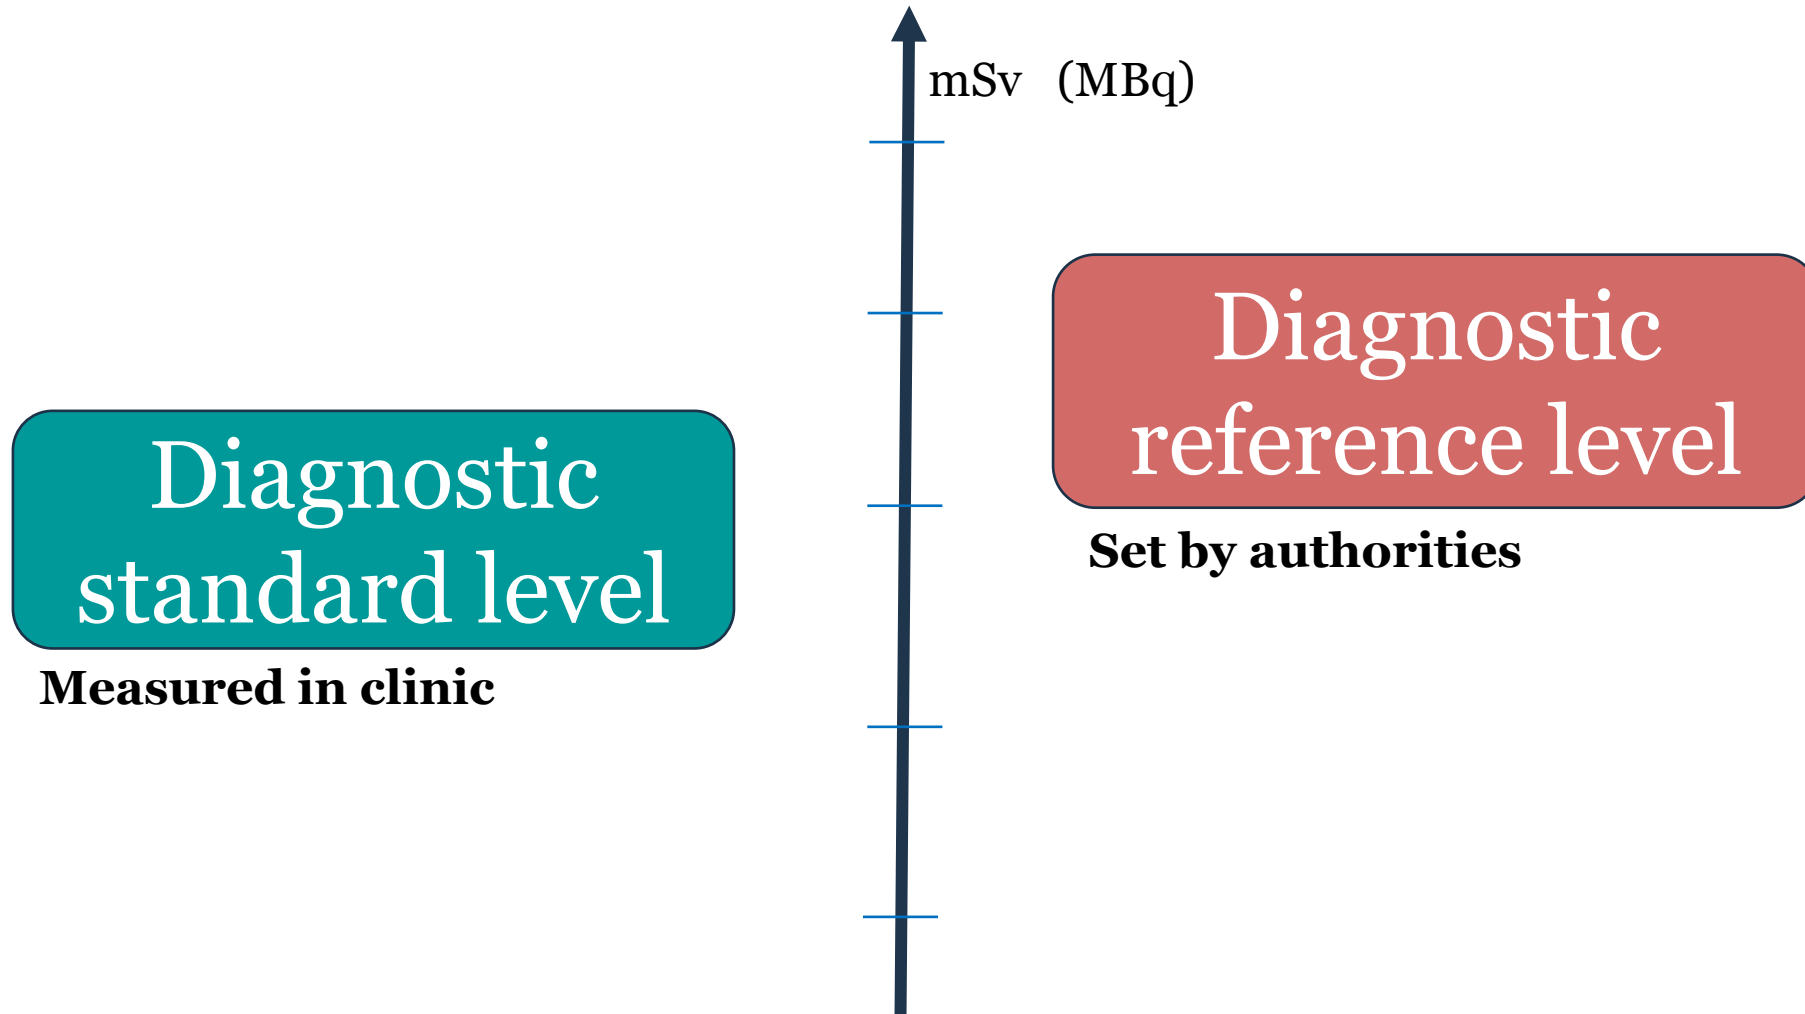 mSv (MBq)
Diagnostic
reference level
Set by authorities
Diagnostic
standard level
Measured in clinic